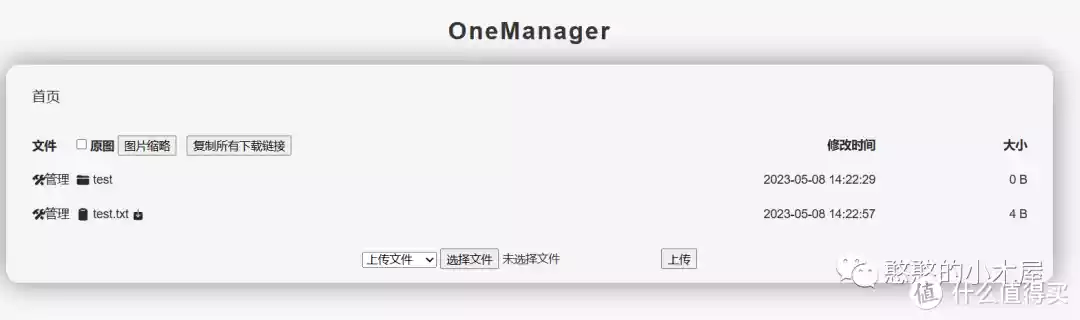 OneManager
首页
文件 原图 图片缩略 复制所有下载链接 修改时间 大小
管理 test 2023-05-08 14:22:29 0 B
管理 test.txt 2023-05-08 14:22:57 4 B
上传文件 选择文件 未选择文件 上传
憨憨的小木屋
值 什么值得买